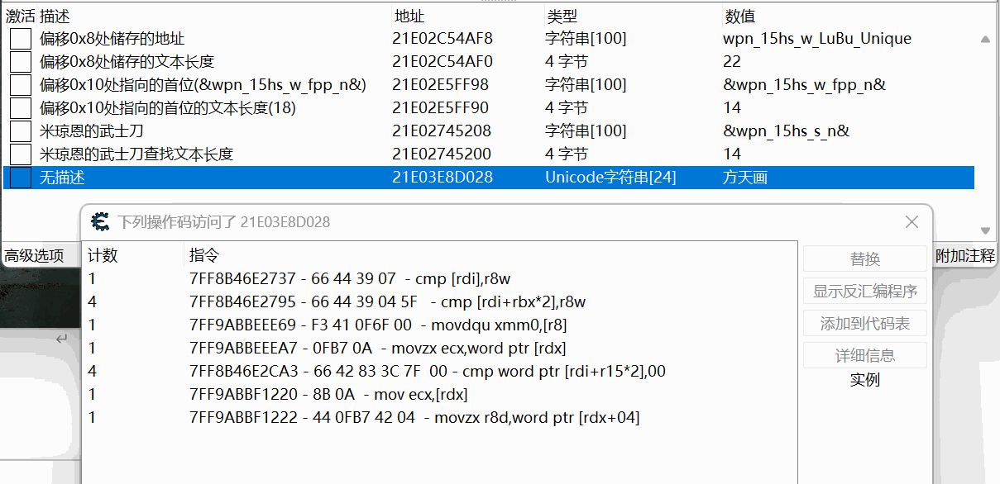 激活 描述 地址 类型 数值
偏移0x8处储存的地址 21E02C54AF8 字符串[100] wpn_15hs_w_LuBu_Unique
偏移0x8处储存的文本长度 21E02C54AF0 4 字节 22
偏移0x10处指向的首位(&wpn_15hs_w_fpp_n&) 21E02E5FF98 字符串[100] &wpn_15hs_w_fpp_n&
偏移0x10处指向的首位的文本长度(18) 21E02E5FF90 4 字节 14
米琼恩的武士刀 21E02745208 字符串[100] &wpn_15hs_s_n&
米琼恩的武士刀查找文本长度 21E02745200 4 字节 14
无描述 21E03E8D028 Unicode字符串[24] 方天画
高级选项 附加注释
下列操作码访问了 21E03E8D028
计数 指令
1 7FF8B46E2737 - 66 44 39 07 - cmp [rdi],r8w
4 7FF8B46E2795 - 66 44 39 04 5F - cmp [rdi+rbx*2],r8w
1 7FF9ABBEEE69 - F3 41 0F6F 00 - movdqu xmm0,[r8]
1 7FF9ABBEEEA7 - 0FB7 0A - movzx ecx,word ptr [rdx]
4 7FF8B46E2CA3 - 66 42 83 3C 7F 00 - cmp word ptr [rdi+r15*2],00
1 7FF9ABBF1220 - 8B 0A - mov ecx,[rdx]
1 7FF9ABBF1222 - 44 0FB7 42 04 - movzx r8d,word ptr [rdx+04]
替换
显示反汇编程序
添加到代码表
详细信息
实例